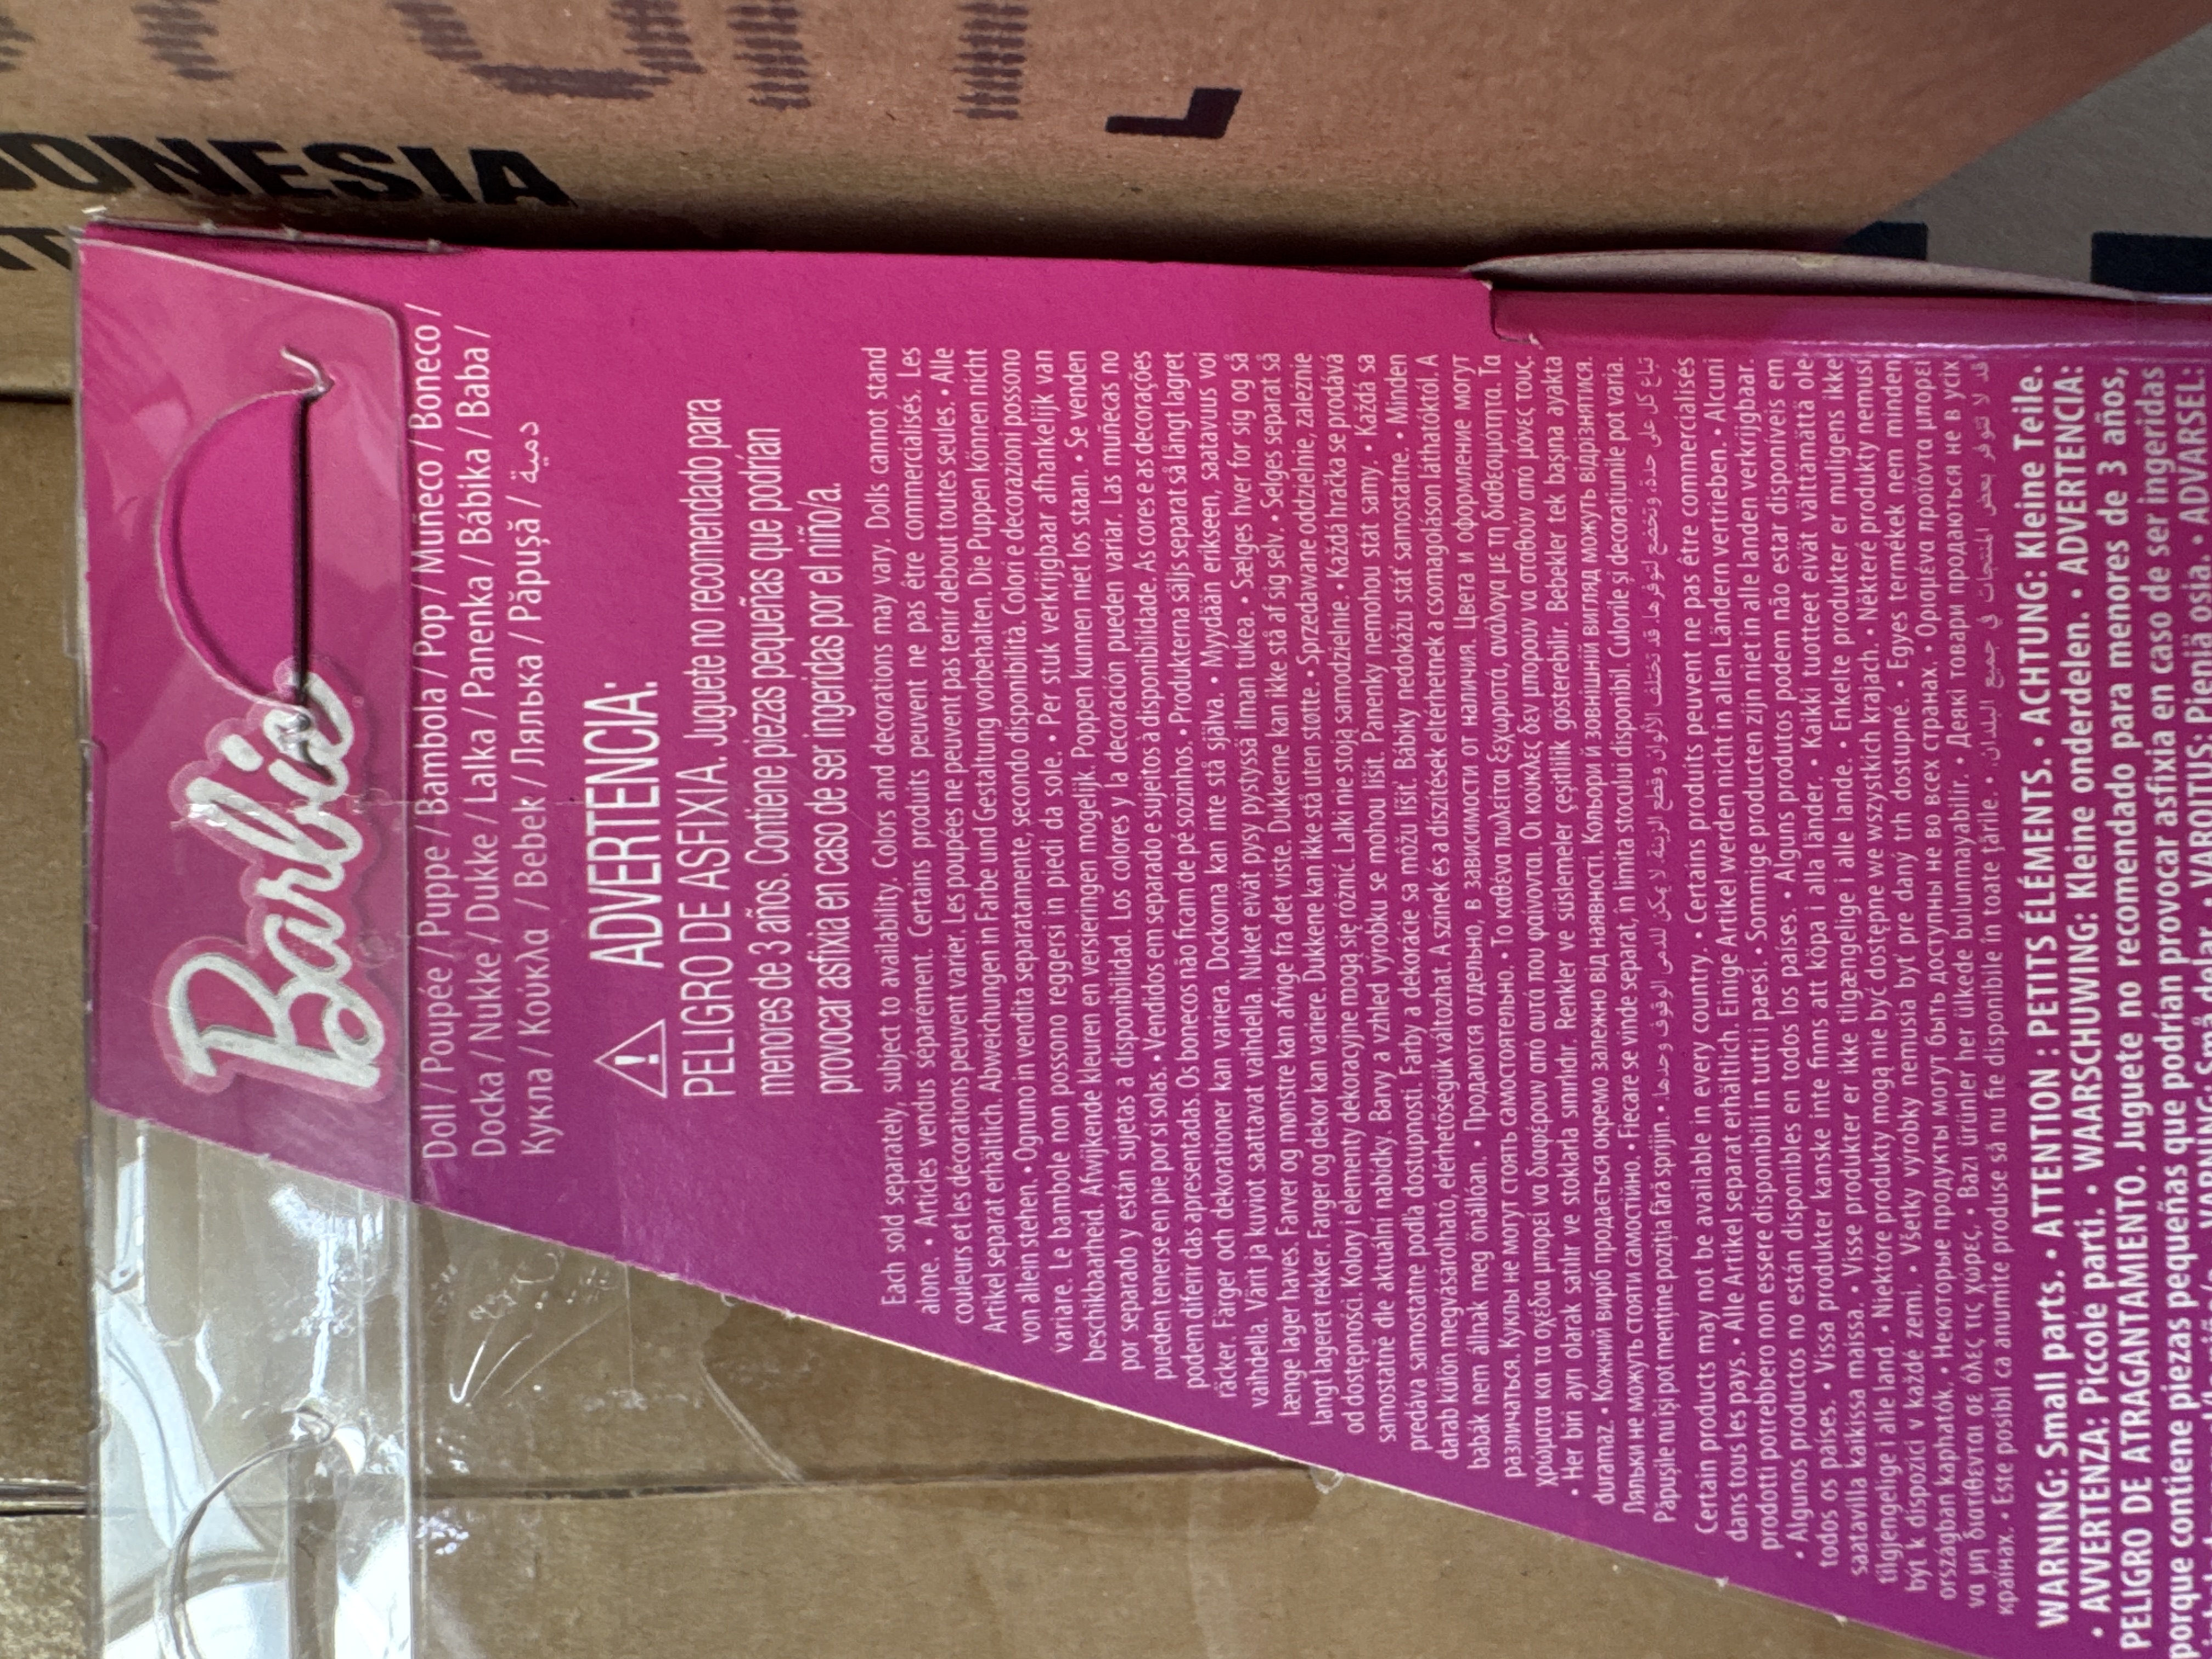 ONESIA
Barbie
Doll / Poupée / Puppe / Bambola / Pop / Muñeco / Boneco /
Docka / Nukke / Dukke / Lalka / Panenka / Bábika / Baba /
Кукла / Κούκλα / Bebek / Лялька / Păpușă / دمية
ADVERTENCIA:
PELIGRO DE ASFIXIA. Juguete no recomendado para
menores de 3 años. Contiene piezas pequeñas que podrían
provocar asfixia en caso de ser ingeridas por el niño/a.
Each sold separately, subject to availability. Colors and decorations may vary. Dolls cannot stand
alone. • Articles vendus séparément. Certains produits peuvent ne pas être commercialisés. Les
couleurs et les décorations peuvent varier. Les poupées ne peuvent pas tenir debout toutes seules. • Alle
Artikel separat erhältlich. Abweichungen in Farbe und Gestaltung vorbehalten. Die Puppen können nicht
von allein stehen. • Ognuno in vendita separatamente, secondo disponibilità. Colori e decorazioni possono
variare. Le bambole non possono reggersi in piedi da sole. • Per stuk verkrijgbaar afhankelijk van
beschikbaarheid. Afwijkende kleuren en versieringen mogelijk. Poppen kunnen niet los staan. • Se venden
por separado y están sujetas a disponibilidad. Los colores y la decoración pueden variar. Las muñecas no
pueden tenerse en pie por sí solas. • Vendidos em separado e sujeitos a disponibilidade. As cores e as decorações
podem diferir das apresentadas. Os bonecos não ficam de pé sozinhos. • Produkterna säljs separat så långt lagret
räcker. Färger och dekorationer kan variera. Dockorna kan inte stå själva. • Myydään erikseen, saatavuus voi
vaihdella. Värit ja kuviot saattavat vaihdella. Nuket eivät pysy pystyssä ilman tukea. • Sælges hver for sig og så
længe lager haves. Farver og mønstre kan afvige fra det viste. Dukkerne kan ikke stå af sig selv. • Selges separat så
langt lageret rekker. Farger og dekor kan variere. Dukkene kan ikke stå uten støtte. • Sprzedawane oddzielnie, zależnie
od dostępności. Kolory i elementy dekoracyjne mogą się różnić. Lalki nie stoją samodzielnie. • Každá hračka se prodává
samostatně dle aktuální nabídky. Barvy a vzhled výrobku se mohou lišit. Panenky nemohou stát samy. • Každá sa
predáva samostatne podľa dostupnosti. Farby a dekorácie sa môžu líšiť. Bábiky nedokážu stáť samostatne. • Minden
darab külön megvásárolható, elérhetőségük változhat. A színek és a díszítések eltérhetnek a csomagoláson láthatóktól. A
babák nem állnak meg önállóan. • Продаются отдельно, в зависимости от наличия. Цвета и оформление могут
различаться. Куклы не могут стоять самостоятельно. • Το καθένα πωλείται ξεχωριστά, ανάλογα με τη διαθεσιμότητα. Τα
χρώματα και τα σχέδια μπορεί να διαφέρουν από αυτά που φαίνονται. Οι κούκλες δεν μπορούν να σταθούν από μόνες τους.
• Her biri ayrı olarak satılır ve stoklarla sınırlıdır. Renkler ve süslemeler çeşitlilik gösterebilir. Bebekler tek başına ayakta
duramaz. • Кожний виріб продається окремо залежно від наявності. Кольори й зовнішній вигляд можуть відрізнятися.
Ляльки не можуть стояти самостійно. • Fiecare se vinde separat, în limita stocului disponibil. Culorile și decorațiunile pot varia.
Păpușile nu își pot menține poziția fără sprijin. • تباع كل على حدة، وتخضع لتوفرها. قد تختلف الألوان وقطع الزينة. لا يمكن للدمى الوقوف وحدها.
Certain products may not be available in every country. • Certains produits peuvent ne pas être commercialisés
dans tous les pays. • Alle Artikel separat erhältlich. Einige Artikel werden nicht in allen Ländern vertrieben. • Alcuni
prodotti potrebbero non essere disponibili in tutti i paesi. • Sommige producten zijn niet in alle landen verkrijgbaar.
• Algunos productos no están disponibles en todos los países. • Alguns produtos podem não estar disponíveis em
todos os países. • Vissa produkter kanske inte finns att köpa i alla länder. • Kaikki tuotteet eivät välttämättä ole
saatavilla kaikissa maissa. • Visse produkter er ikke tilgængelige i alle lande. • Enkelte produkter er muligens ikke
tilgjengelige i alle land. • Niektóre produkty mogą nie być dostępne we wszystkich krajach. • Některé produkty nemusí
být k dispozici v každé zemi. • Všetky výrobky nemusia byť pre daný trh dostupné. • Egyes termékek nem minden
országban kaphatók. • Некоторые продукты могут быть доступны не во всех странах. • Ορισμένα προϊόντα μπορεί
να μη διατίθενται σε όλες τις χώρες. • Bazı ürünler her ülkede bulunmayabilir. • Деякі товари продаються не в усіх
країнах. • Este posibil ca anumite produse să nu fie disponibile în toate țările. • قد لا تتوفر بعض المنتجات في جميع البلدان.
WARNING: Small parts. • ATTENTION : PETITS ÉLÉMENTS. • ACHTUNG: Kleine Teile.
• AVVERTENZA: Piccole parti. • WAARSCHUWING: Kleine onderdelen. • ADVERTENCIA:
PELIGRO DE ATRAGANTAMIENTO. Juguete no recomendado para menores de 3 años,
porque contiene piezas pequeñas que podrían provocar asfixia en caso de ser ingeridas
VAROITUS: Pieniä osia. • ADVARSEL: